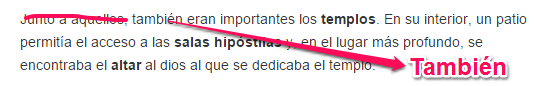 Junto a aquellos, también eran importantes los templos. En su interior, un patio
permitía el acceso a las salas hipóstilas y, en el lugar más profundo, se
encontraba el altar al dios al que se dedicaba el templo.
También